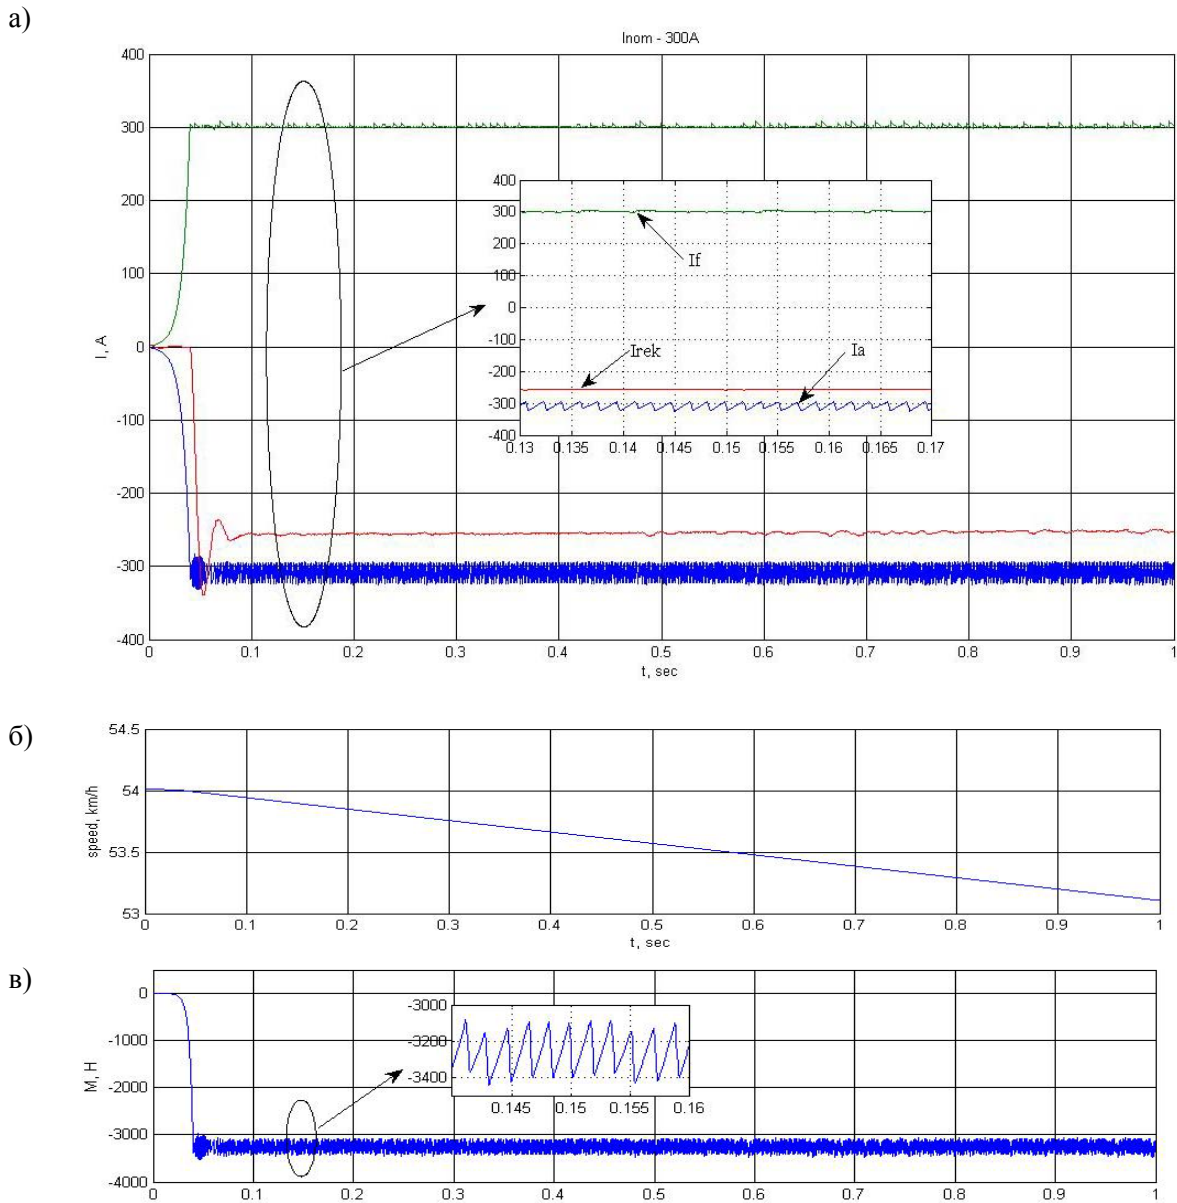 а)
Inom - 300A
400
300
200
100
0
-100
-200
-300
-400
I, A
0 0.1 0.2 0.3 0.4 0.5 0.6 0.7 0.8 0.9 1
t, sec
400
300
200
100
0
-100
-200
-300
-400
0.13 0.135 0.14 0.145 0.15 0.155 0.16 0.165 0.17
If
Irek
Ia
б)
54.5
54
53.5
53
speed, km/h
0 0.1 0.2 0.3 0.4 0.5 0.6 0.7 0.8 0.9 1
t, sec
в)
0
-1000
-2000
-3000
-4000
M, H
-3000
-3200
-3400
0.145 0.15 0.155 0.16
0 0.1 0.2 0.3 0.4 0.5 0.6 0.7 0.8 0.9 1